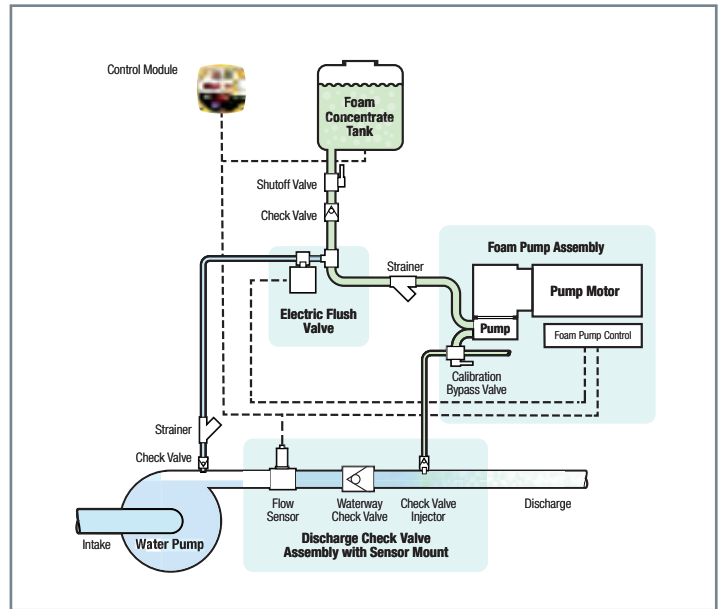 Control Module
Foam
Concentrate
Tank
Shutoff Valve
Check Valve
Foam Pump Assembly
Strainer
Pump Motor
Electric Flush
Valve
Pump
Foam Pump Control
Calibration
Bypass Valve
Strainer
Check Valve
Flow
Sensor
Waterway
Check Valve
Check Valve
Injector
Discharge
Intake
Water Pump
Discharge Check Valve
Assembly with Sensor Mount